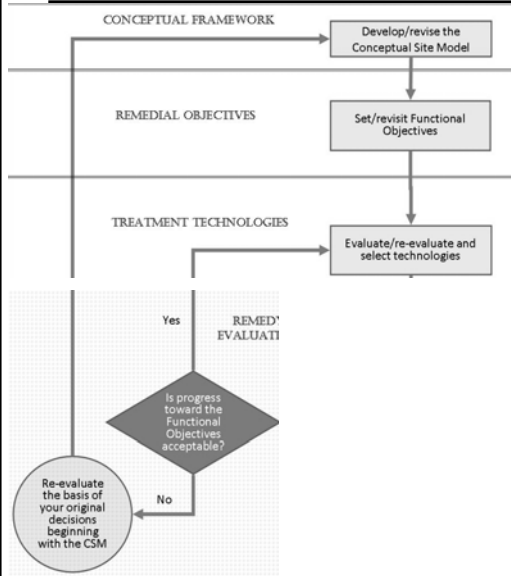 CONCEPTUAL FRAMEWORK
Develop/revise the
Conceptual Site Model
REMEDIAL OBJECTIVES
Set/revisit Functional
Objectives
TREATMENT TECHNOLOGIES
Evaluate/re-evaluate and
select technologies
Yes
REMEDY
EVALUATI
Is progress
toward the
Functional
Objectives
acceptable?
No
Re-evaluate
the basis of
your original
decisions
beginning
with the CSM